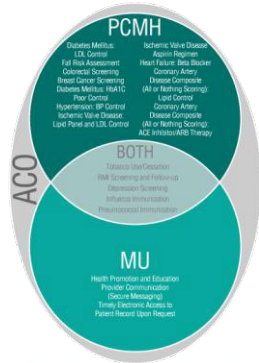 PCMH
Diabetes Mellitus:
LDL Control
Fall Risk Assessment
Colorectal Screening
Breast Cancer Screening
Diabetes Mellitus: HbA1C
Poor Control
Hypertension: BP Control
Ischemic Valve Disease:
Lipid Panel and LDL Control
Ischemic Valve Disease
Aspirin Regimen
Heart Failure: Beta Blocker
Coronary Artery
Disease Composite
(All or Nothing Scoring):
Lipid Control
Coronary Artery
Disease Composite
(All or Nothing Scoring):
ACE Inhibitor/ARB Therapy
ACO
BOTH
Tobacco Use/Cessation
BMI Screening and Follow-up
Depression Screening
Influenza Immunization
Pneumococcal Immunization
MU
Health Promotion and Education
Provider Communication
(Secure Messaging)
Timely Electronic Access to
Patient Record Upon Request